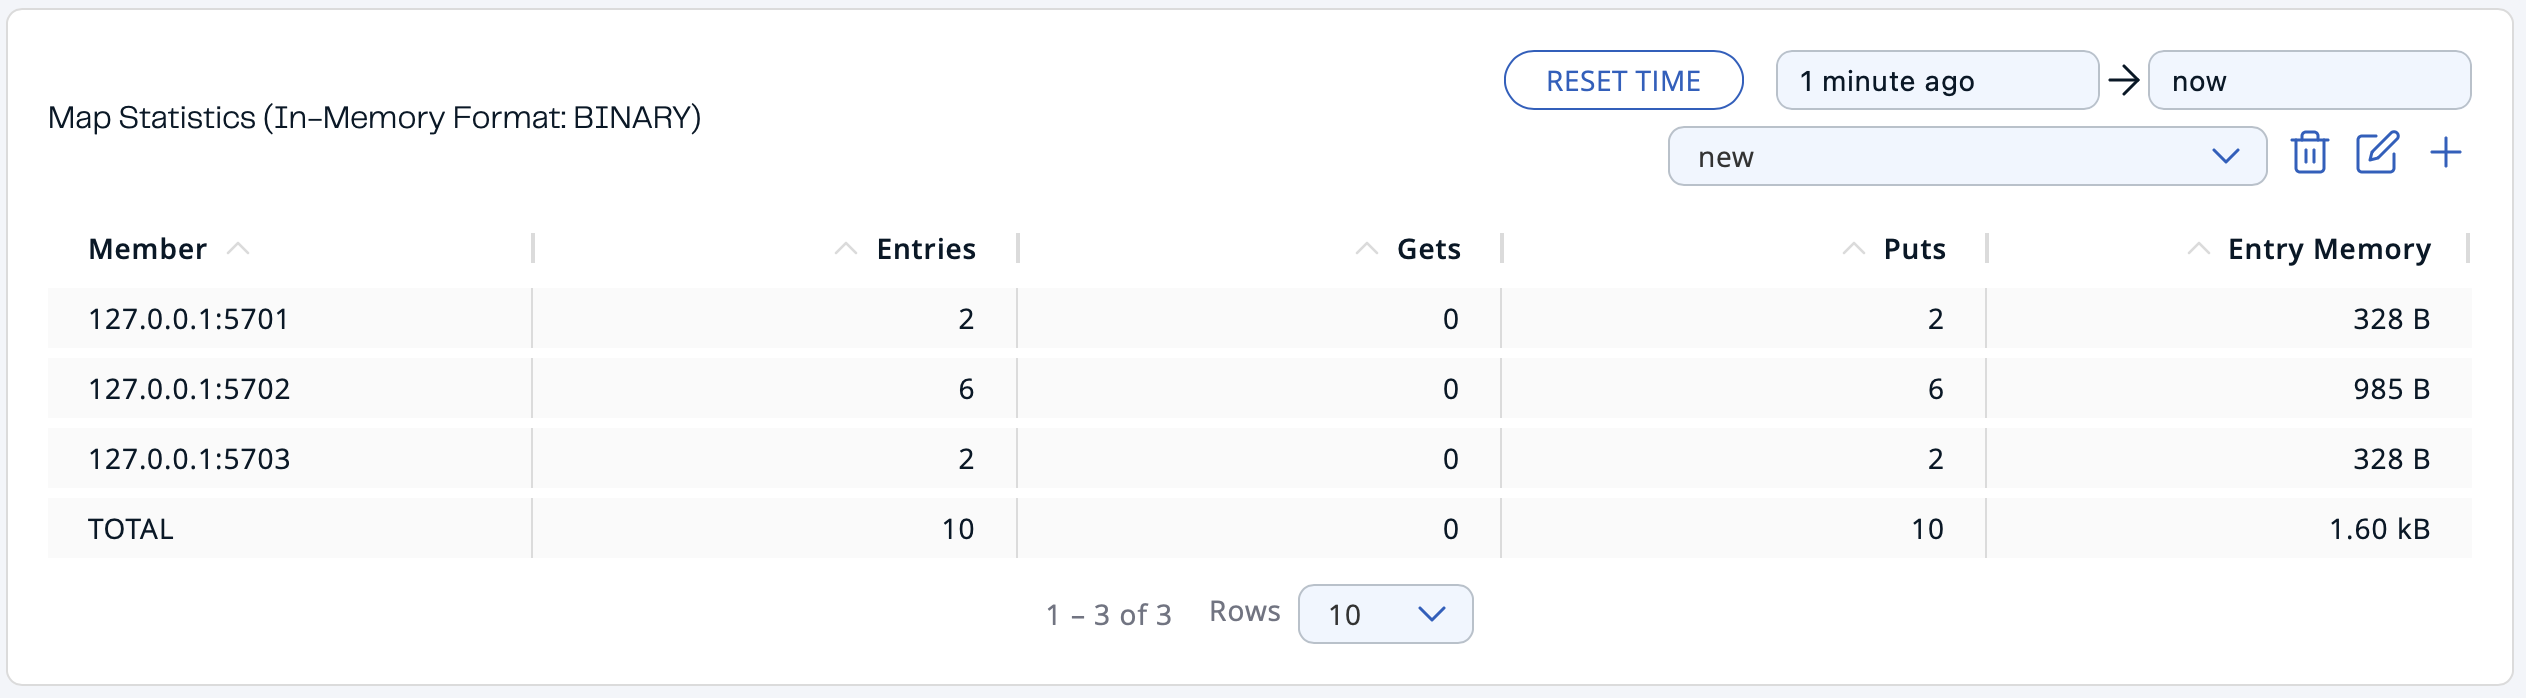 RESET TIME 1 minute ago → now
Map Statistics (In-Memory Format: BINARY)
new
Member Entries Gets Puts Entry Memory
127.0.0.1:5701 2 0 2 328 B
127.0.0.1:5702 6 0 6 985 B
127.0.0.1:5703 2 0 2 328 B
TOTAL 10 0 10 1.60 kB
1 – 3 of 3 Rows 10